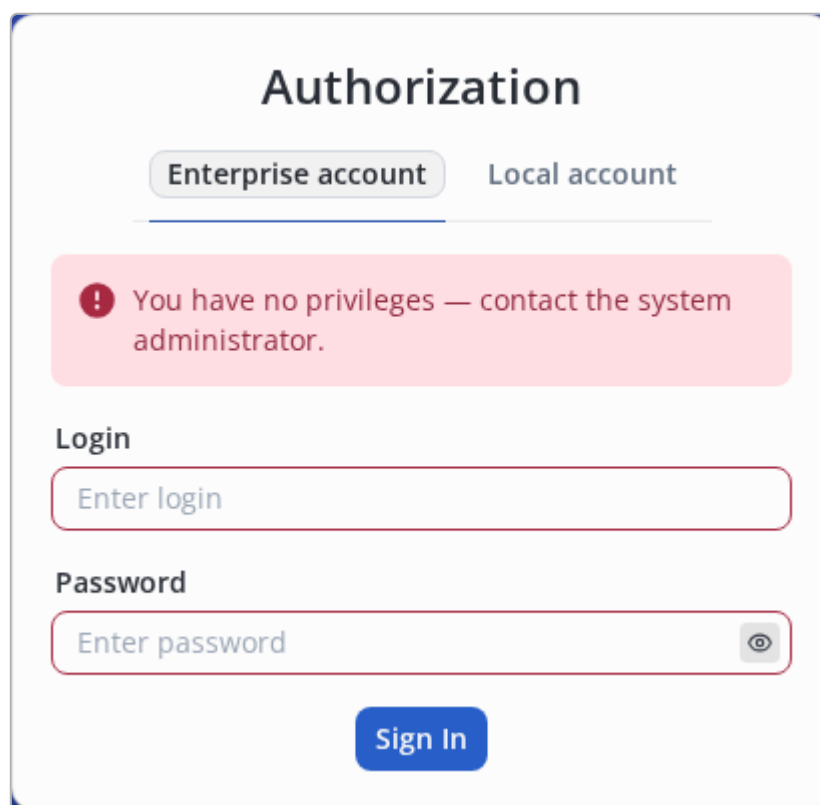 Authorization
Enterprise account
Local account
You have no privileges — contact the system
administrator.
Login
Enter login
Password
Enter password
Sign In